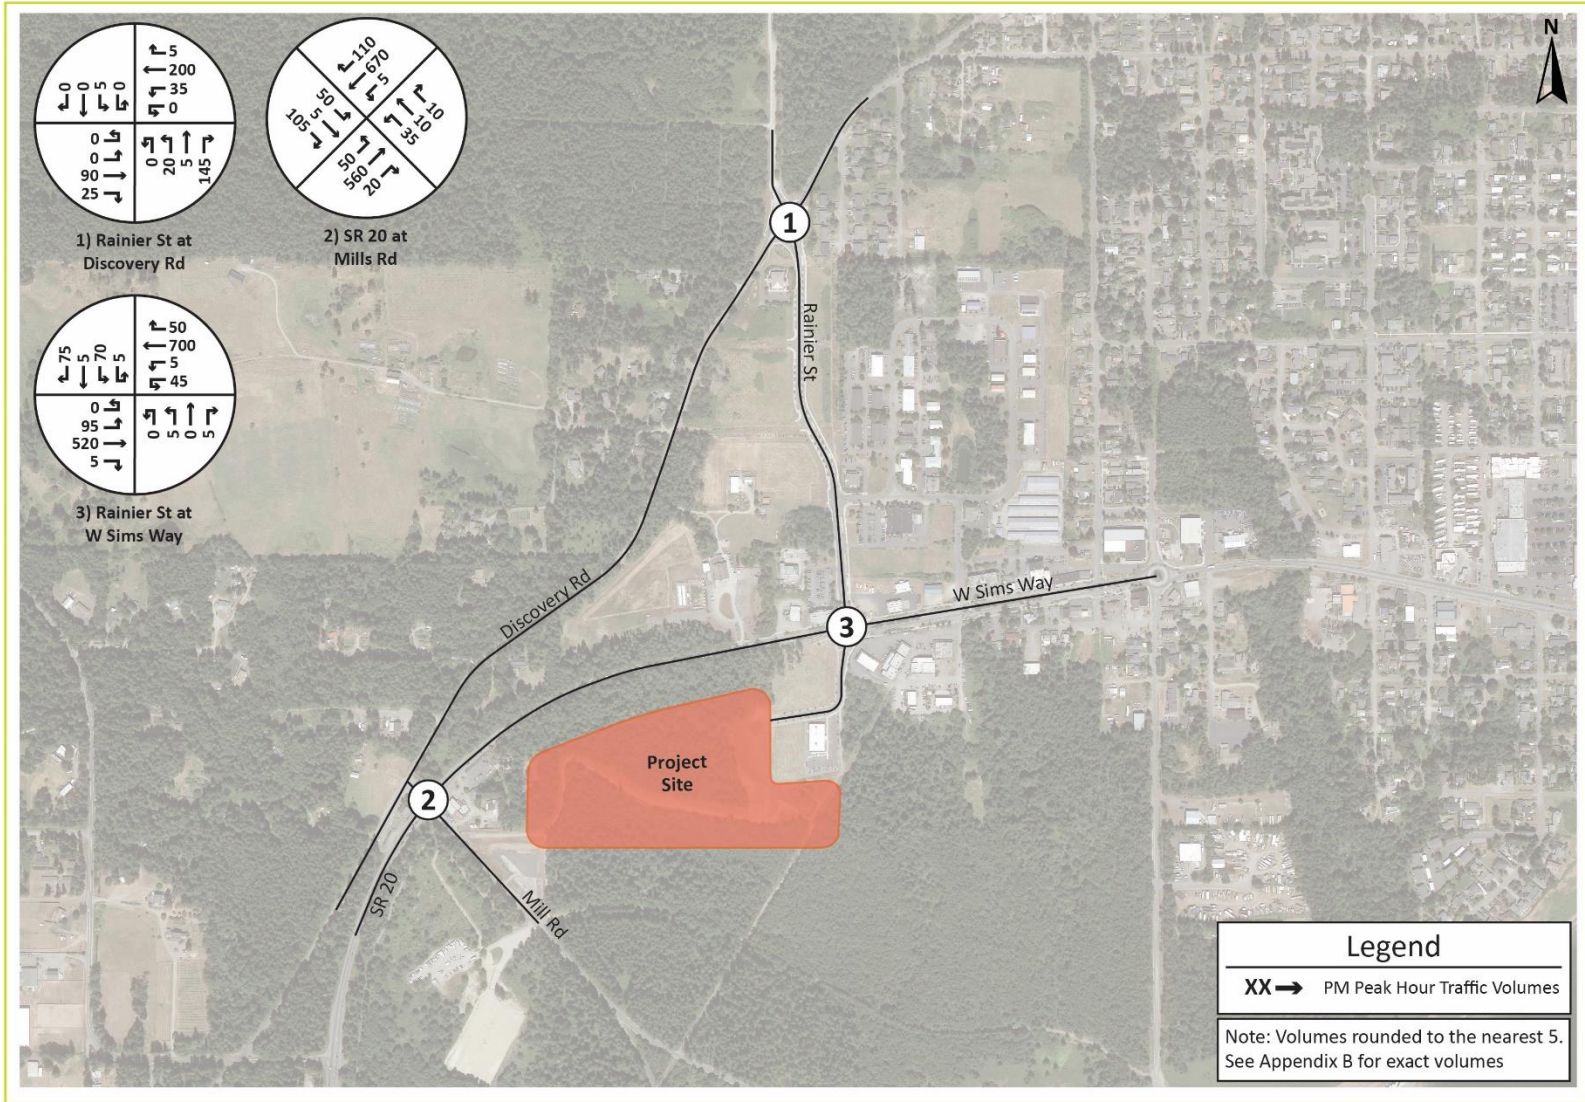 5
200
35
0
0
0
5
0
0
0
90
25
0
20
5
145
1) Rainier St at
Discovery Rd
110
670
5
50
5
105
10
10
35
50
560
20
2) SR 20 at
Mills Rd
50
700
5
45
75
5
70
5
0
95
520
5
0
5
0
5
3) Rainier St at
W Sims Way
N
1
Rainier St
Discovery Rd
W Sims Way
3
Project
Site
2
SR 20
Mill Rd
Legend
XX PM Peak Hour Traffic Volumes
Note: Volumes rounded to the nearest 5.
See Appendix B for exact volumes